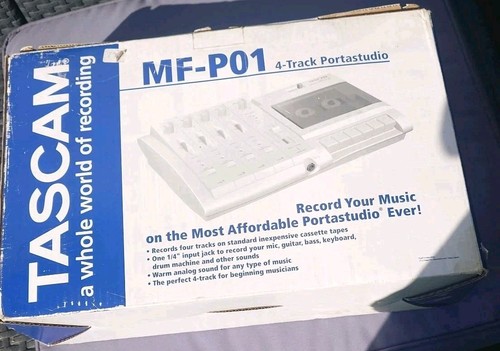 TASCAM®
a whole world of recording
MF-P01 4-Track Portastudio
Record Your Music
on the Most Affordable Portastudio® Ever!
• Records four tracks on standard inexpensive cassette tapes
• One 1/4" input jack to record your mic, guitar, bass, keyboard,
drum machine and other sounds
• Warm analog sound for any type of music
• The perfect 4-track for beginning musicians